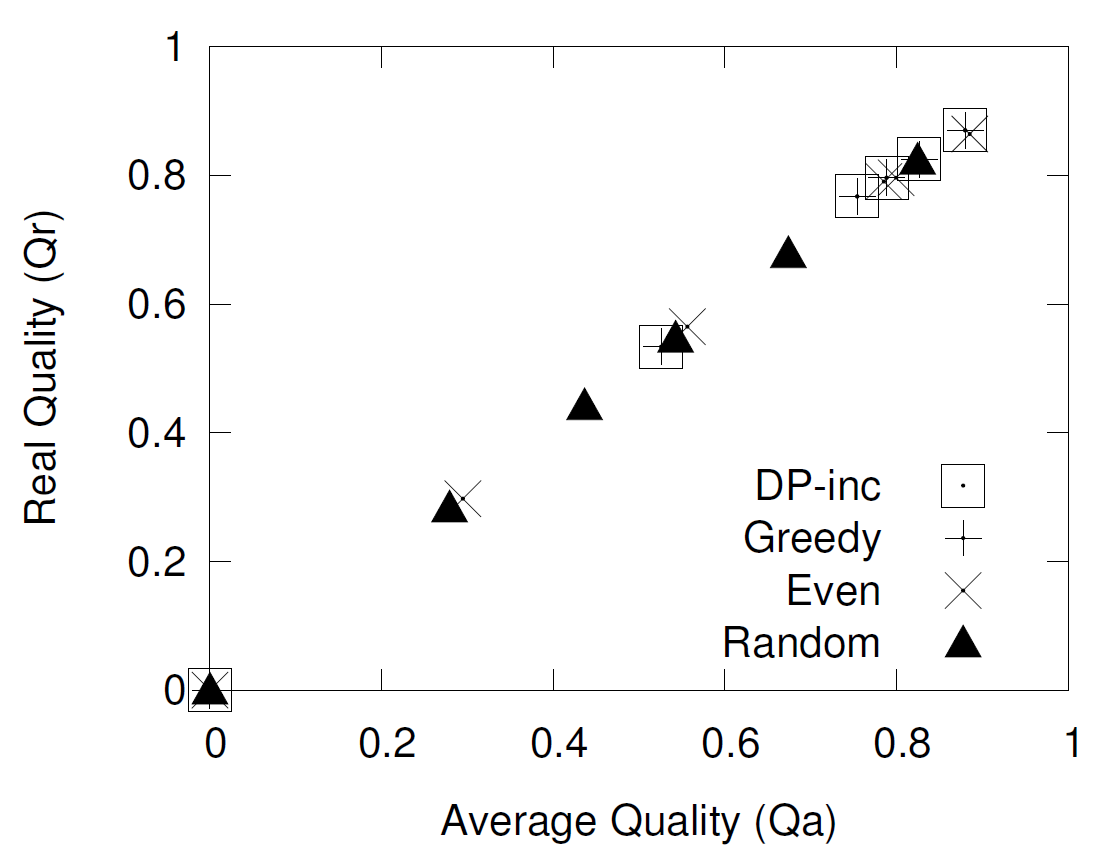 1
0.8
0.6
0.4
0.2
0
Real Quality (Qr)
DP-inc
Greedy
Even
Random
0 0.2 0.4 0.6 0.8 1
Average Quality (Qa)